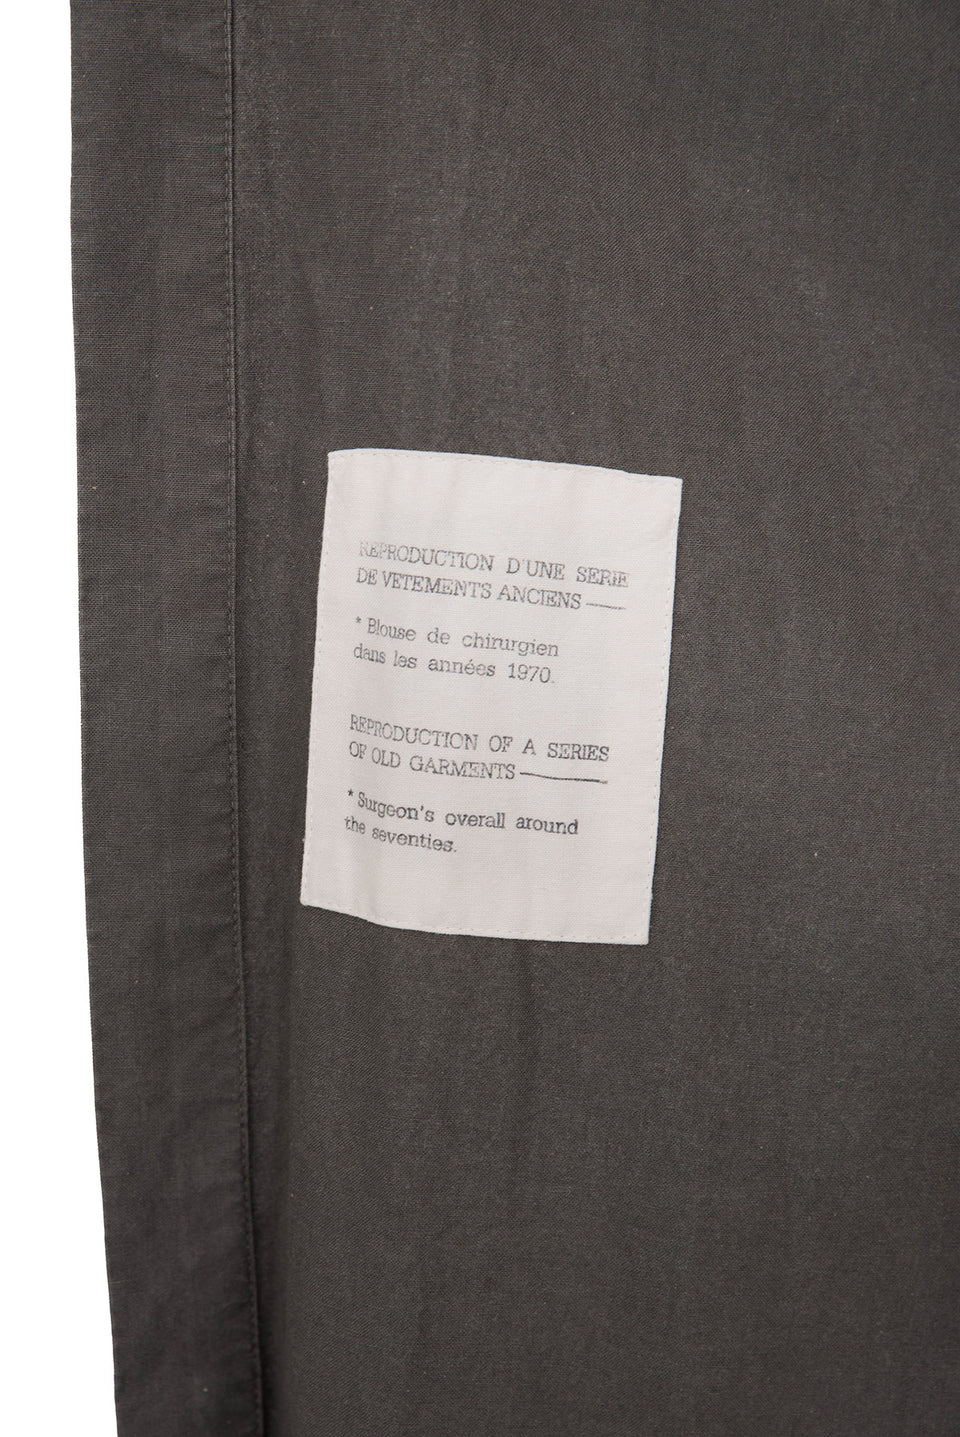 REPRODUCTION D'UNE SERIE
DE VETEMENTS ANCIENS
* Blouse de chirurgien
dans les années 1970.
REPRODUCTION OF A SERIES
OF OLD GARMENTS
* Surgeon's overall around
the seventies.